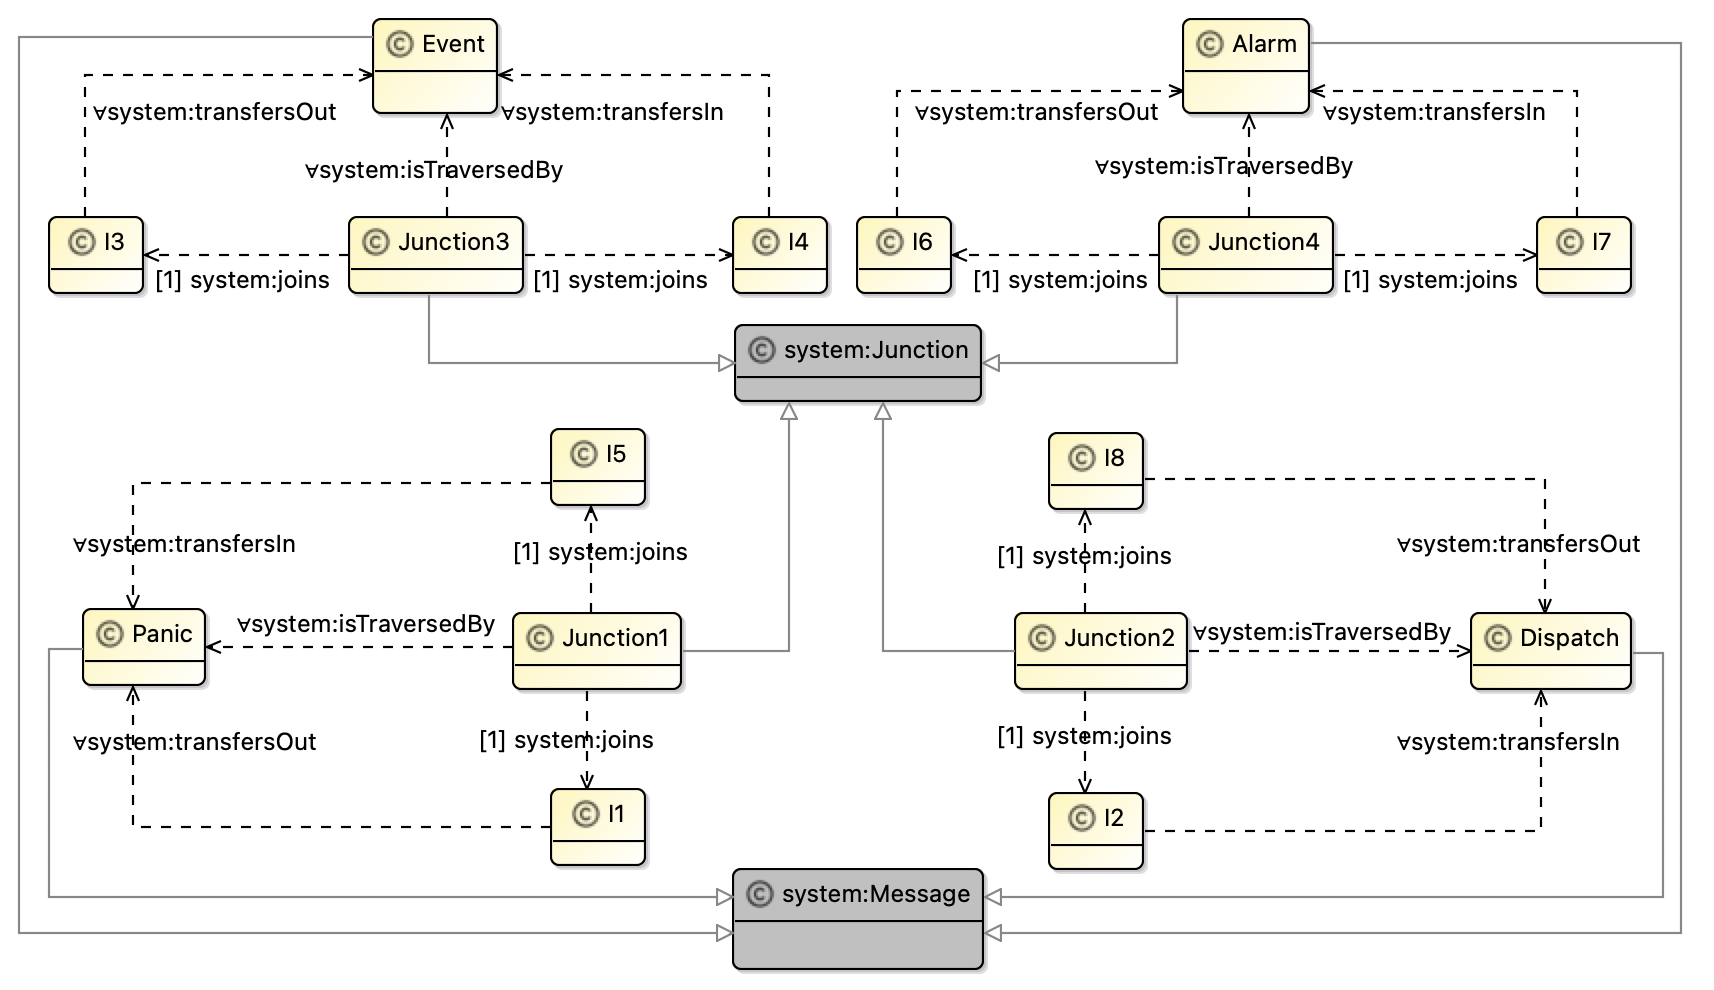 © Event
© Alarm
∀system:transfersOut
∀system:transfersIn
∀system:transfersOut
∀system:transfersIn
∀system:isTraversedBy
∀system:isTraversedBy
© I3
© Junction3
© I4
© I6
© Junction4
© I7
[1] system:joins
[1] system:joins
[1] system:joins
[1] system:joins
© system:Junction
© I5
© I8
∀system:transfersIn
[1] system:joins
[1] system:joins
∀system:transfersOut
© Panic
∀system:isTraversedBy
© Junction1
© Junction2
∀system:isTraversedBy
© Dispatch
∀system:transfersOut
[1] system:joins
[1] system:joins
∀system:transfersIn
© I1
© I2
© system:Message